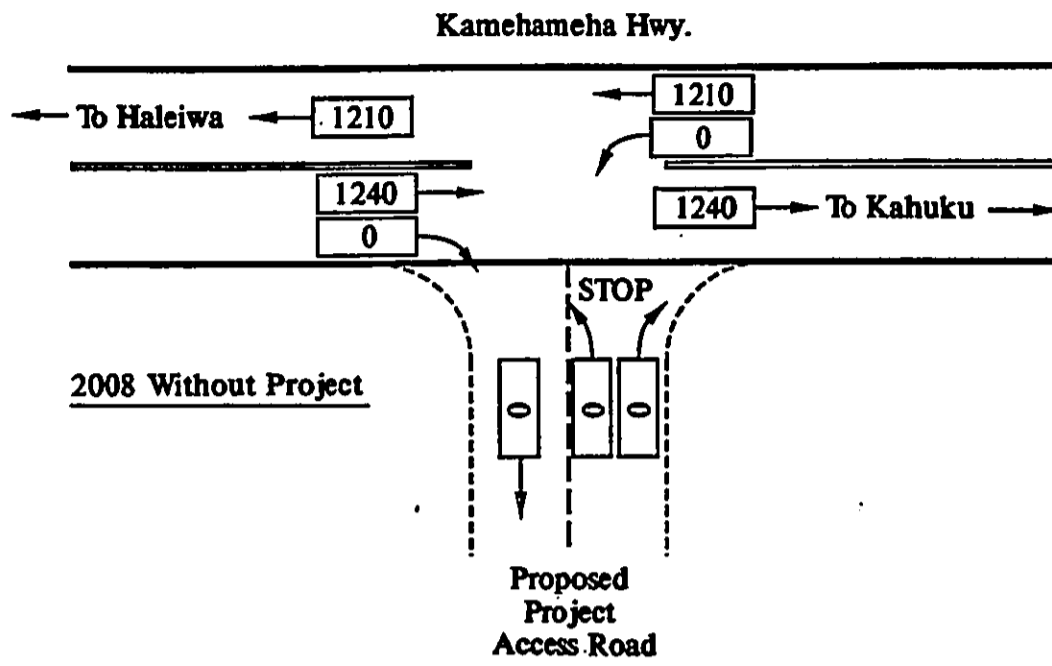 Kamehameha Hwy.
To Haleiwa
1210
1210
0
1240
0
1240
To Kahuku
STOP
0
0
0
2008 Without Project
Proposed
Project
Access Road